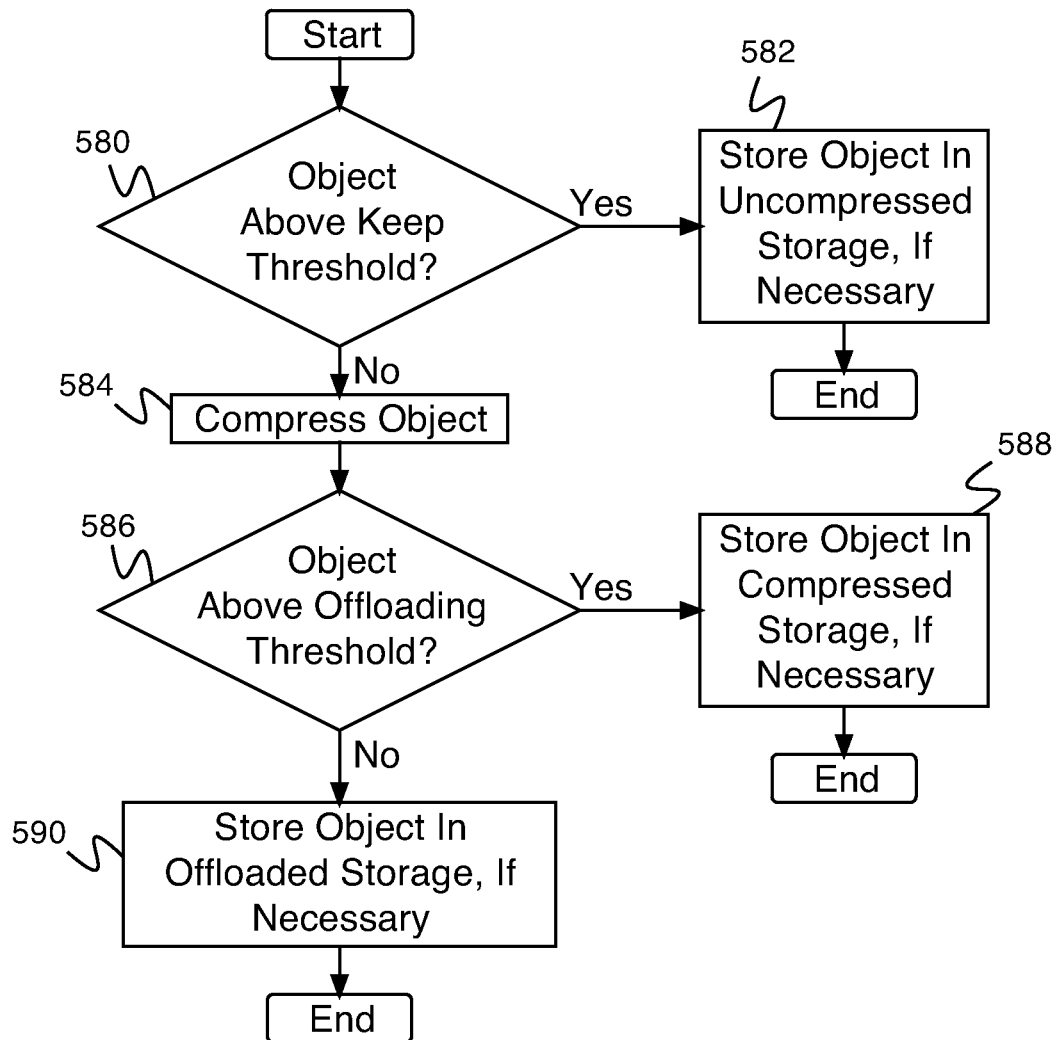 Start
580
Object
Above Keep
Threshold?
Yes
582
Store Object In
Uncompressed
Storage, If
Necessary
End
No
584
Compress Object
586
Object
Above Offloading
Threshold?
Yes
588
Store Object In
Compressed
Storage, If
Necessary
End
No
590
Store Object In
Offloaded Storage, If
Necessary
End